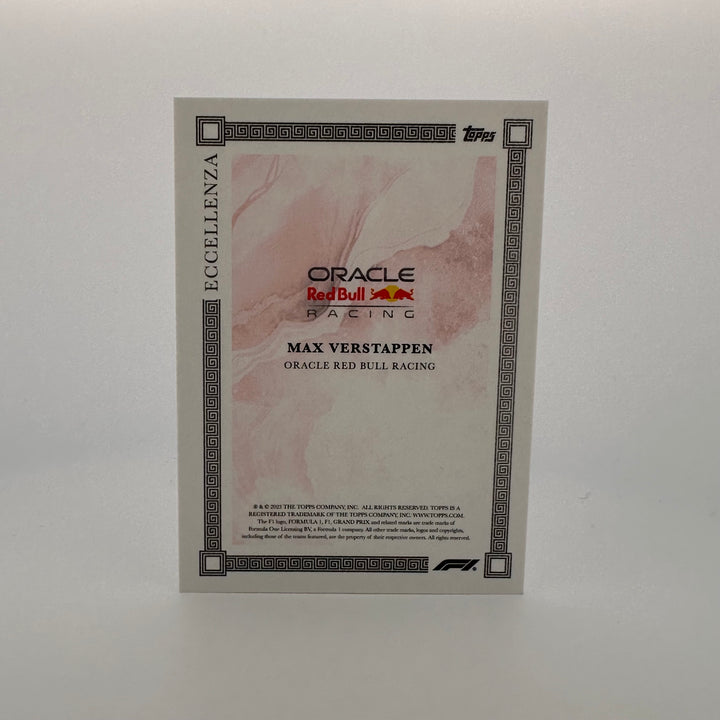 topps
ECCELLENZA
ORACLE
Red Bull
RACING
MAX VERSTAPPEN
ORACLE RED BULL RACING
® & © 2023 THE TOPPS COMPANY, INC. ALL RIGHTS RESERVED. TOPPS IS A
REGISTERED TRADEMARK OF THE TOPPS COMPANY, INC. WWW.TOPPS.COM.
The F1 logo, FORMULA 1, F1, GRAND PRIX and related marks are trade marks of
Formula One Licensing BV, a Formula 1 company. All other trade marks, logos and copyrights,
including those of the teams featured, are the property of their respective owners. All rights reserved.
F1®